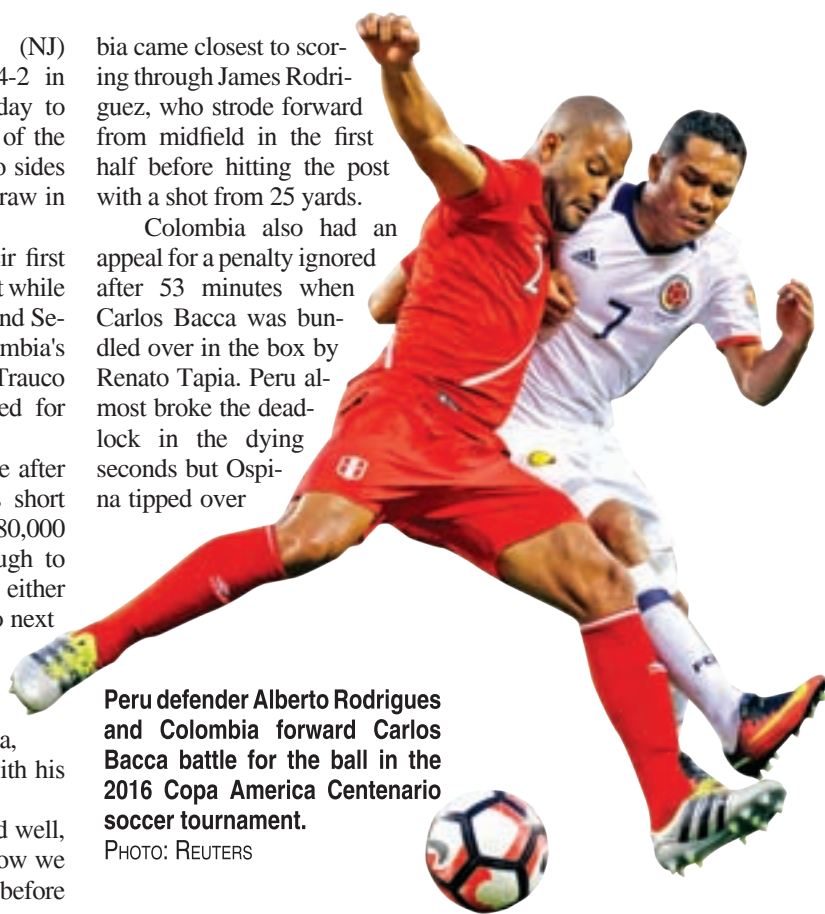 (NJ)
4-2 in
day to
of the
o sides
raw in
ir first
t while
nd Se-
mbia's
Trauco
ed for
e after
short
80,000
ugh to
either
o next
a,
ith his
d well,
ow we
before
bia came closest to scor-
ing through James Rodri-
guez, who strode forward
from midfield in the first
half before hitting the post
with a shot from 25 yards.
Colombia also had an
appeal for a penalty ignored
after 53 minutes when
Carlos Bacca was bun-
dled over in the box by
Renato Tapia. Peru al-
most broke the dead-
lock in the dying
seconds but Ospi-
na tipped over
2
7
FCF
Peru defender Alberto Rodrigues
and Colombia forward Carlos
Bacca battle for the ball in the
2016 Copa America Centenario
soccer tournament.
PHOTO: REUTERS